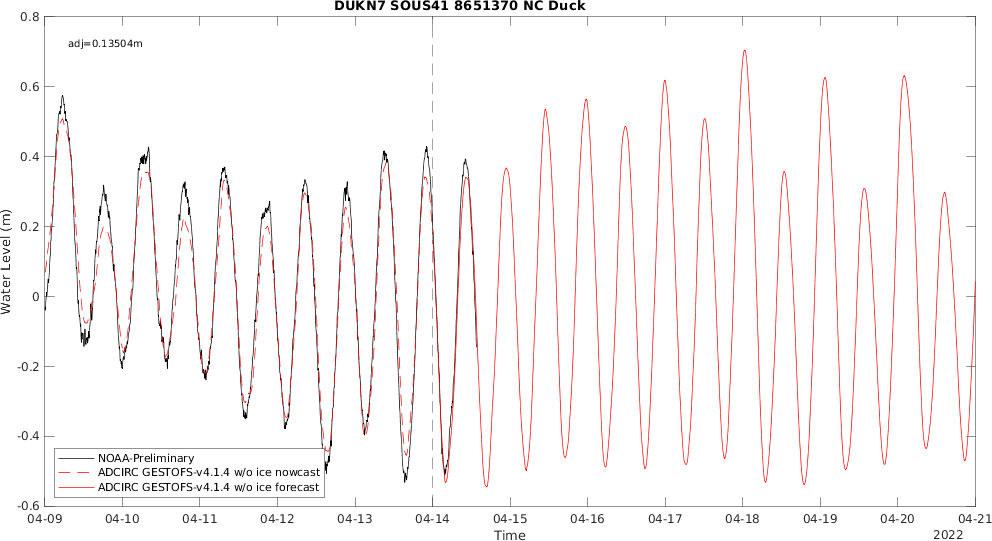 DUKN7 SOUS41 8651370 NC Duck
adj=0.13504m
Water Level (m)
0.8
0.6
0.4
0.2
0
-0.2
-0.4
-0.6
NOAA-Preliminary
ADCIRC GESTOFS-v4.1.4 w/o ice nowcast
ADCIRC GESTOFS-v4.1.4 w/o ice forecast
04-09 04-10 04-11 04-12 04-13 04-14 04-15 04-16 04-17 04-18 04-19 04-20 04-21
Time
2022